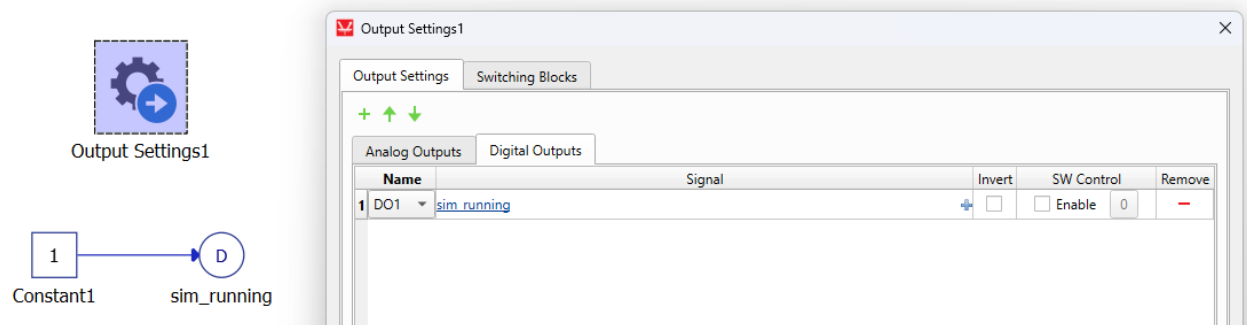 Output Settings1
Output Settings Switching Blocks
Analog Outputs Digital Outputs
Name Signal Invert SW Control Remove
1 DO1 sim_running Enable 0
Output Settings1
1 D
Constant1 sim_running